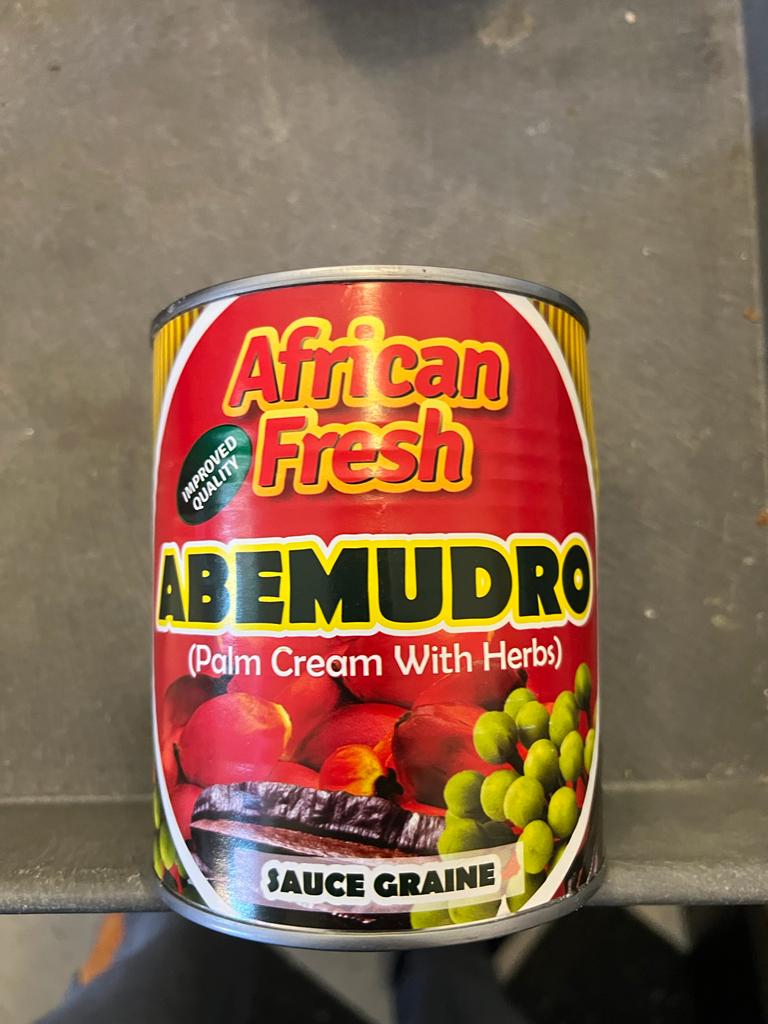 African
Fresh
IMPROVED
QUALITY
ABEMUDRO
(Palm Cream With Herbs)
SAUCE GRAINE